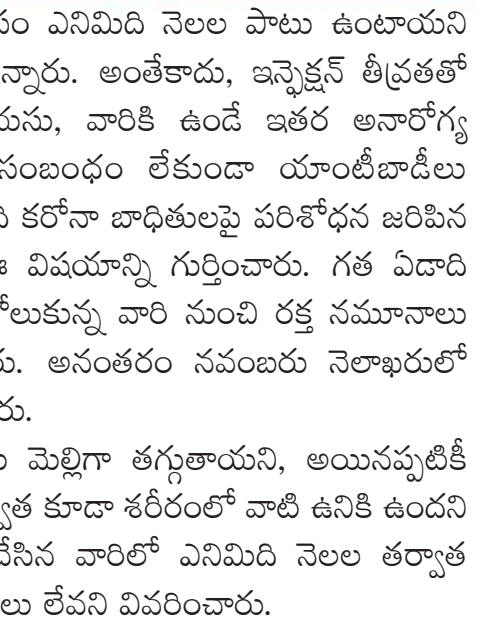 ఎనిమిది నెలల పాటు ఉంటాయని
అంతేకాదు, ఇన్ఫెక్షన్ తీవ్రతతో
వారికి ఉండే ఇతర అనారోగ్య
సంబంధం లేకుండా యాంటీబాడీలు
కరోనా బాధితులపై పరిశోధన జరిపిన
విషయాన్ని గుర్తించారు. గత ఏడాది
వారి నుంచి రక్త నమూనాలు
అనంతరం నవంబరు నెలాఖరులో
మెల్లిగా తగ్గుతాయని, అయినప్పటికీ
కూడా శరీరంలో వాటి ఉనికి ఉందని
వారిలో ఎనిమిది నెలల తర్వాత
లేవని వివరించారు.